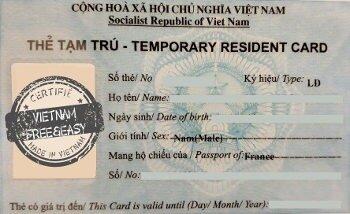 CỘNG HOÀ XÃ HỘI CHỦ NGHĨA VIỆT NAM
Socialist Republic of Viet Nam
THẺ TẠM TRÚ - TEMPORARY RESIDENT CARD
Số thẻ/ No Ký hiệu/ Type: LĐ
Họ tên/ Name:
Ngày sinh/ Date of birth:
Giới tính/ Sex: Nam(Male)
Mang hộ chiếu của / Passport of France
Số/ No:
Thẻ có giá trị đến / This Card is valid until (Day/ Month/ Year):
CERTIFIÉ
VIETNAM
FREE&EASY
MADE IN VIETNAM